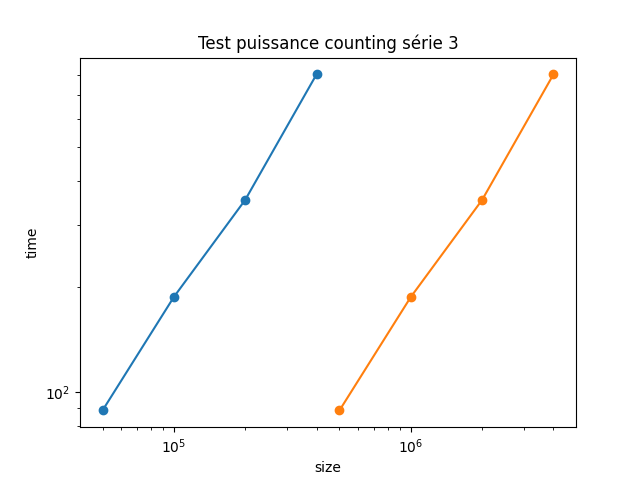 Test puissance counting série 3
time
10²
10⁵
10⁶
size